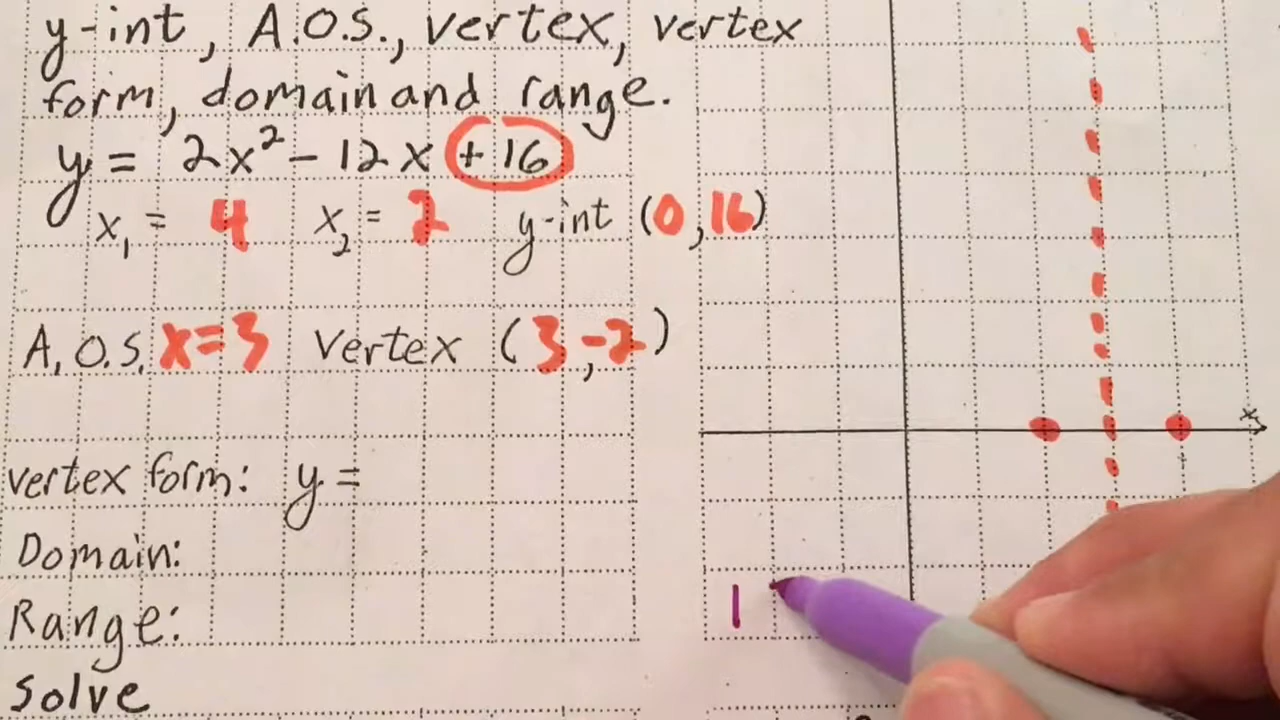 y-int, A.O.S., vertex, vertex
form, domain and range.
y = 2x² - 12x + 16
x₁ = 4 x₂ = 2 y-int (0,16)
A.O.S. x=3 vertex (3,-2)
x
vertex form: y =
Domain:
Range:
1
Solve